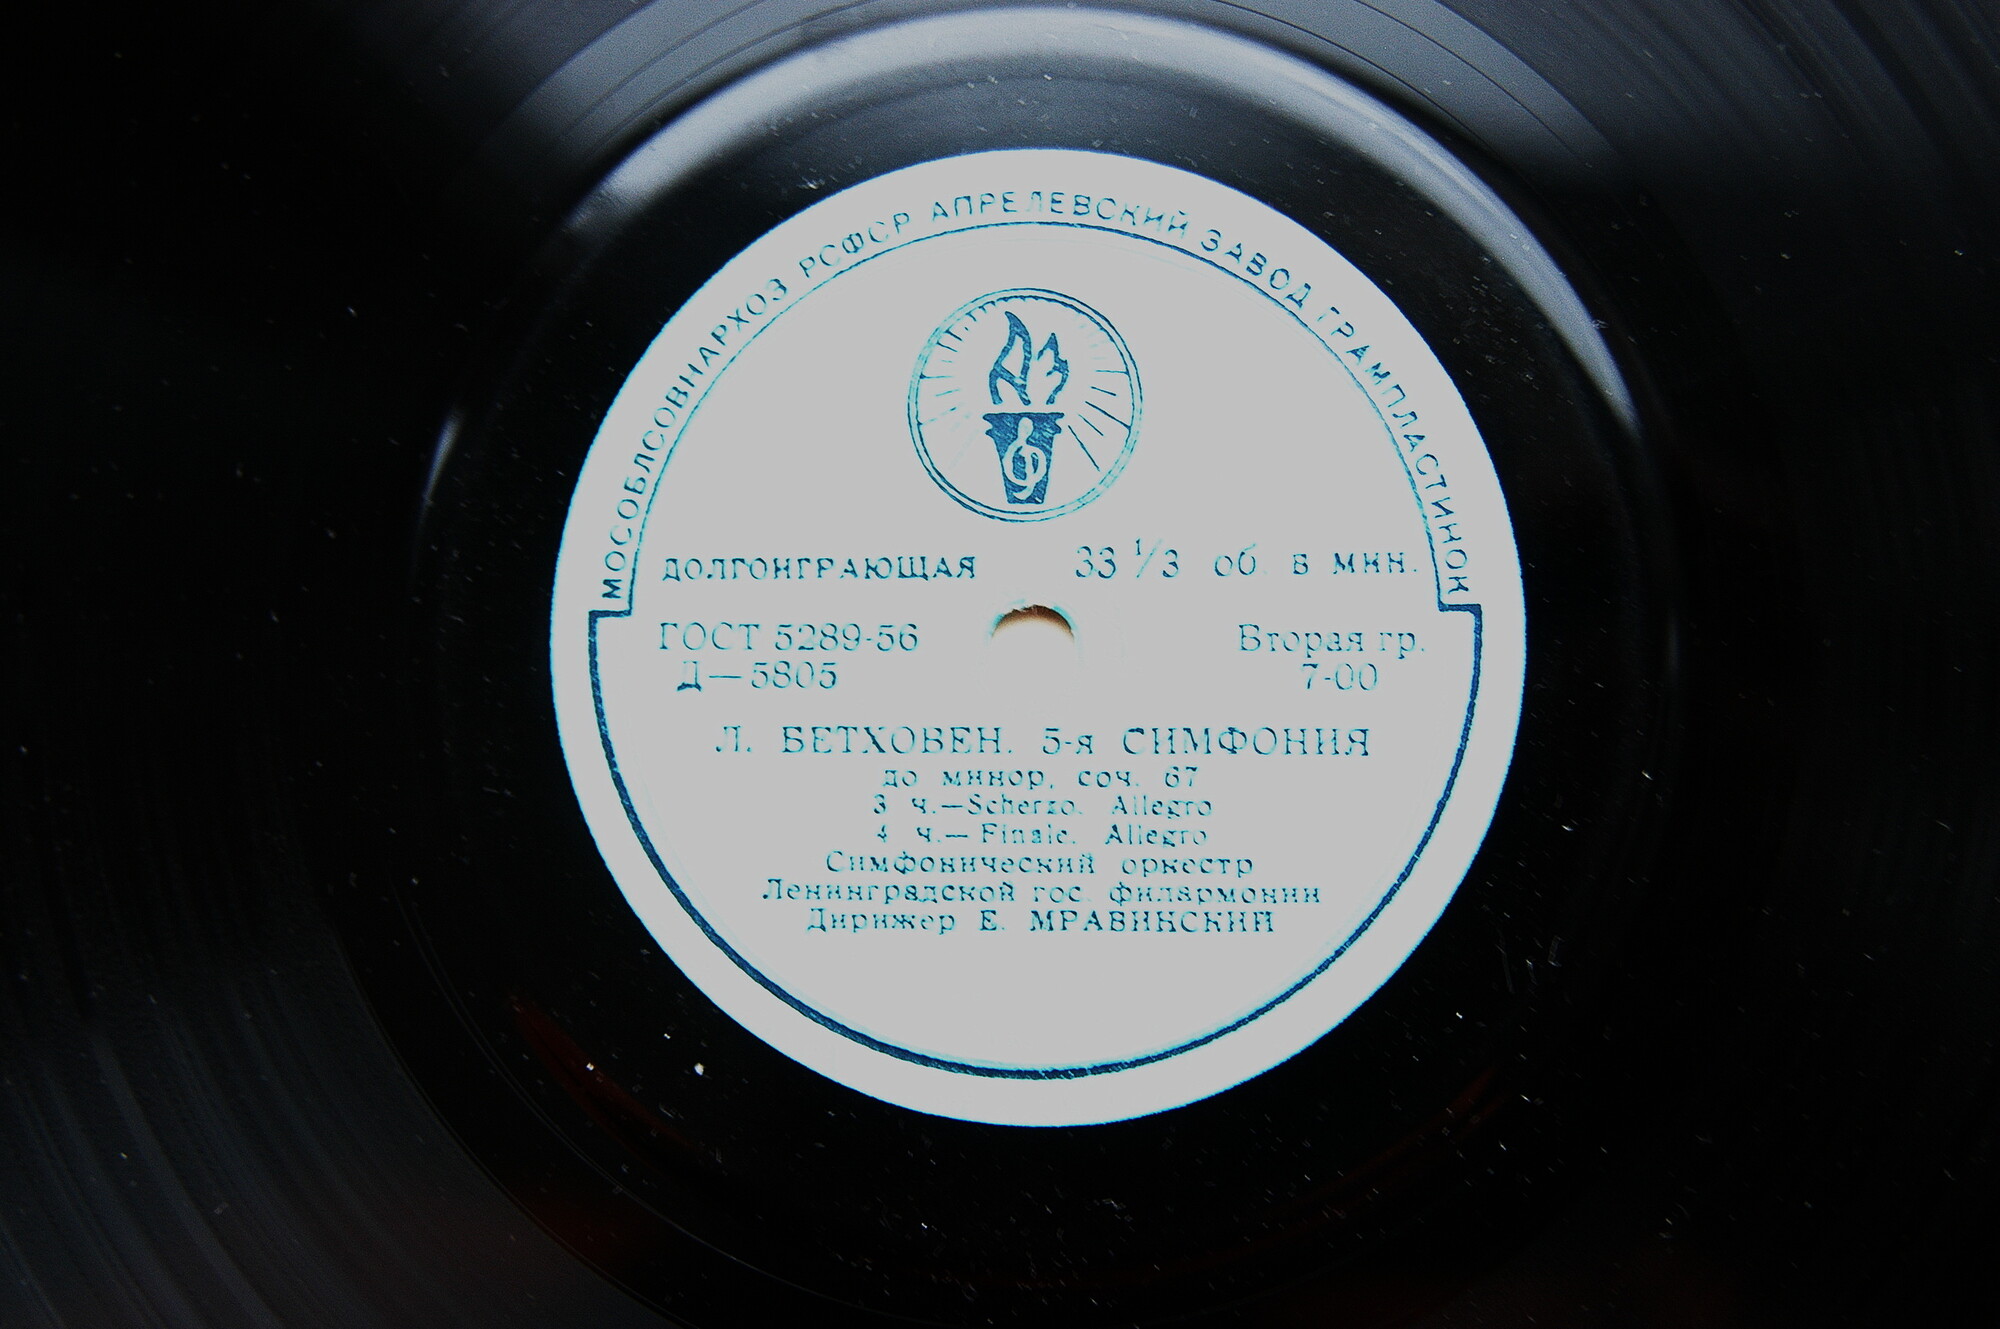 МОСОБЛСОВНАРХОЗ РСФСР АПРЕЛЕВСКИЙ ЗАВОД ГРАМПЛАСТИНОК
ДОЛГОИГРАЮЩАЯ 33 1/3 об. в мин.
ГОСТ 5289-56 Вторая гр.
Д—5805 7-00
Л. БЕТХОВЕН. 5-я СИМФОНИЯ
до минор, соч. 67
3 ч.—Scherzo. Allegro
4 ч.—Finale. Allegro
Симфонический оркестр
Ленинградской гос. филармонии
Дирижер Е. МРАВИНСКИЙ